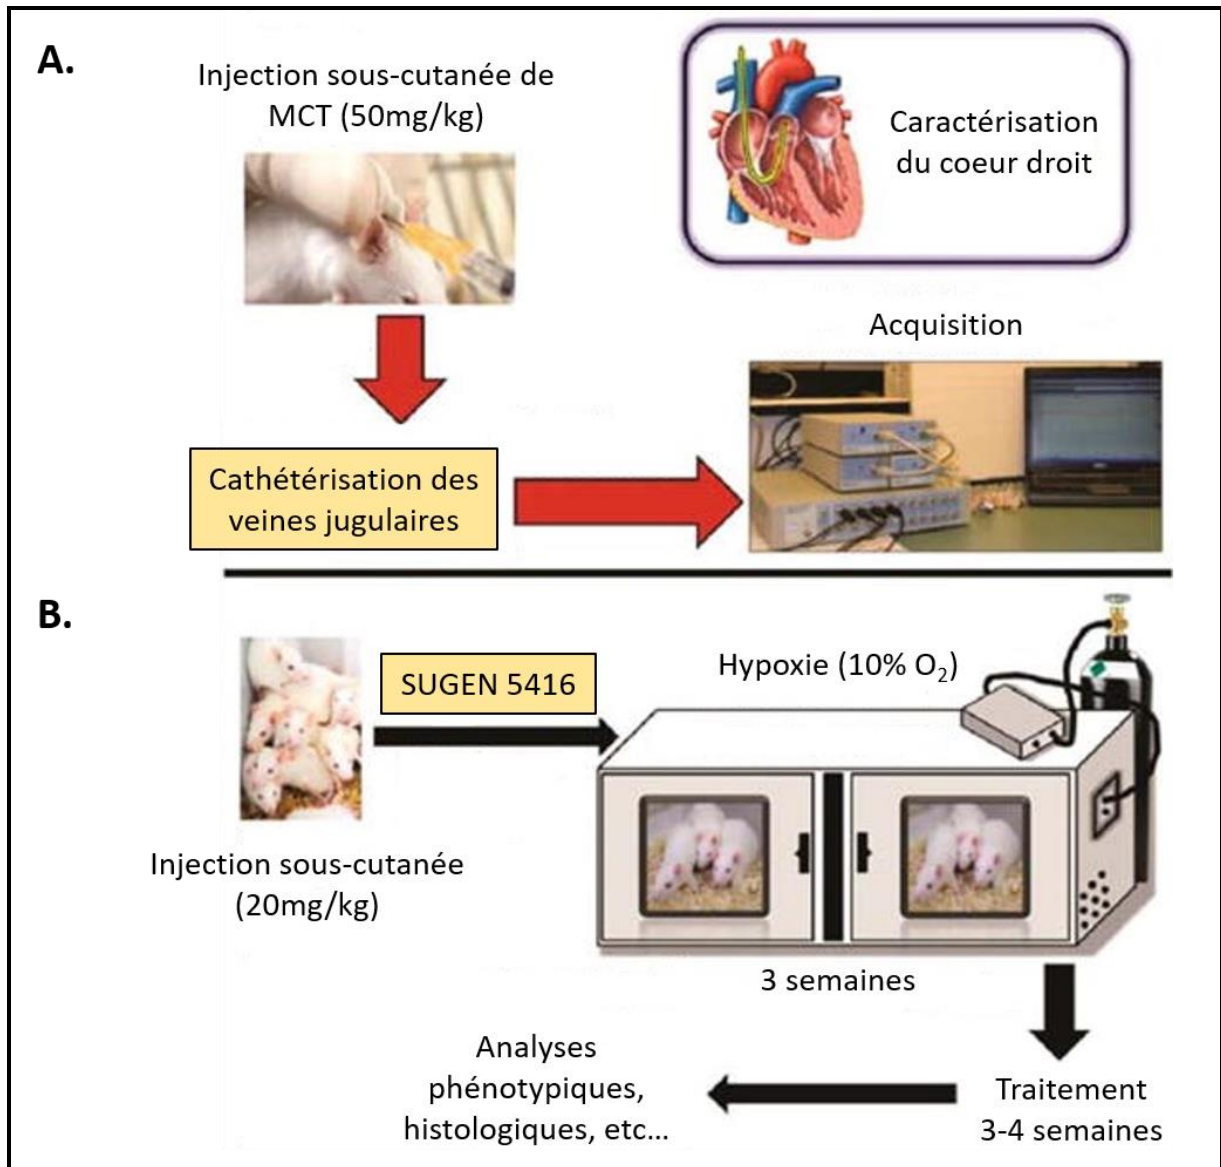 A.
Injection sous-cutanée de
MCT (50mg/kg)
Caractérisation
du coeur droit
Acquisition
Cathétérisation des
veines jugulaires
B.
SUGEN 5416
Hypoxie (10% O₂)
Injection sous-cutanée
(20mg/kg)
3 semaines
Analyses
phénotypiques,
histologiques, etc...
Traitement
3-4 semaines